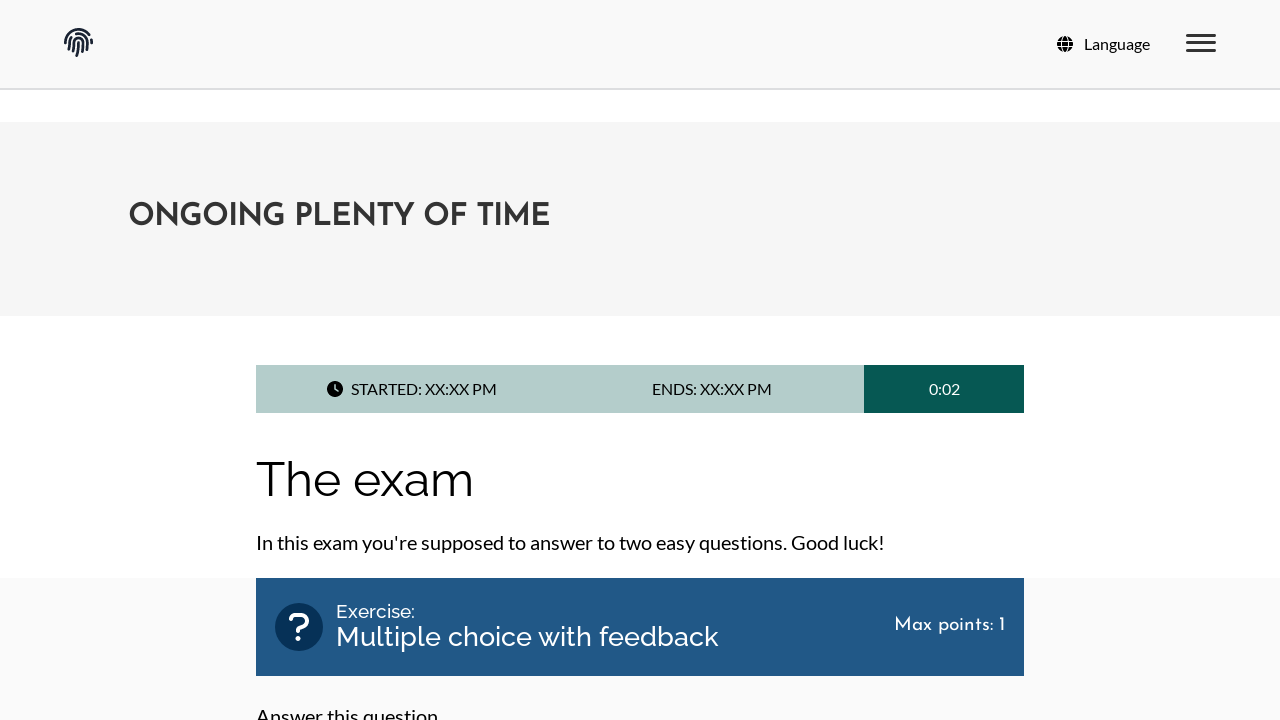 Language
ONGOING PLENTY OF TIME
STARTED: XX:XX PM
ENDS: XX:XX PM
0:02
The exam
In this exam you're supposed to answer to two easy questions. Good luck!
Exercise:
Multiple choice with feedback
Max points: 1
Answer this question